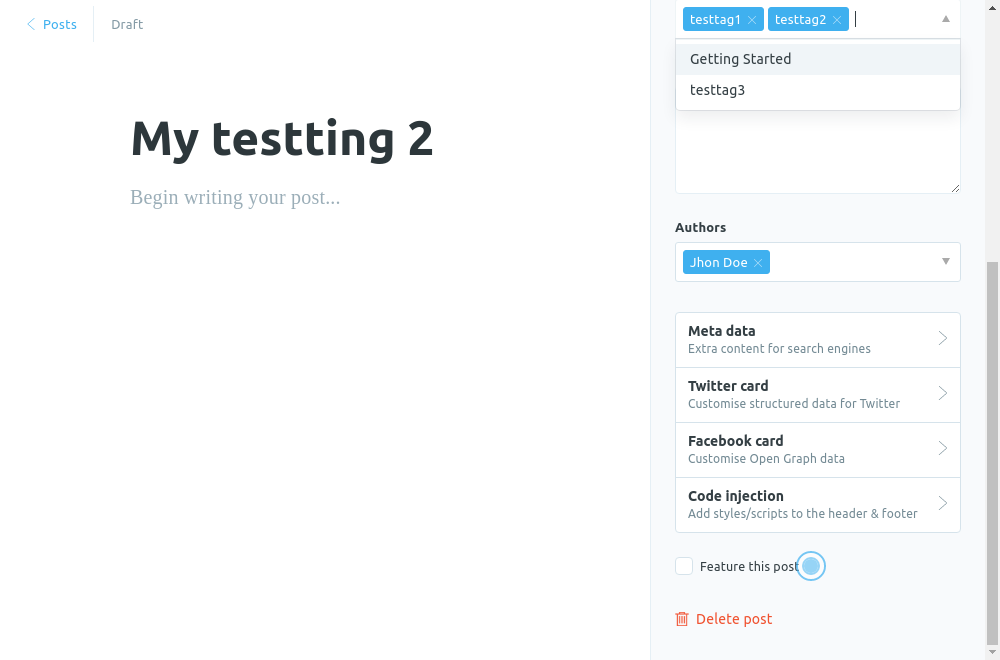 Posts
Draft
My testting 2
Begin writing your post...
testtag1 testtag2
Getting Started
testtag3
Authors
Jhon Doe
Meta data
Extra content for search engines
Twitter card
Customise structured data for Twitter
Facebook card
Customise Open Graph data
Code injection
Add styles/scripts to the header & footer
Feature this post
Delete post